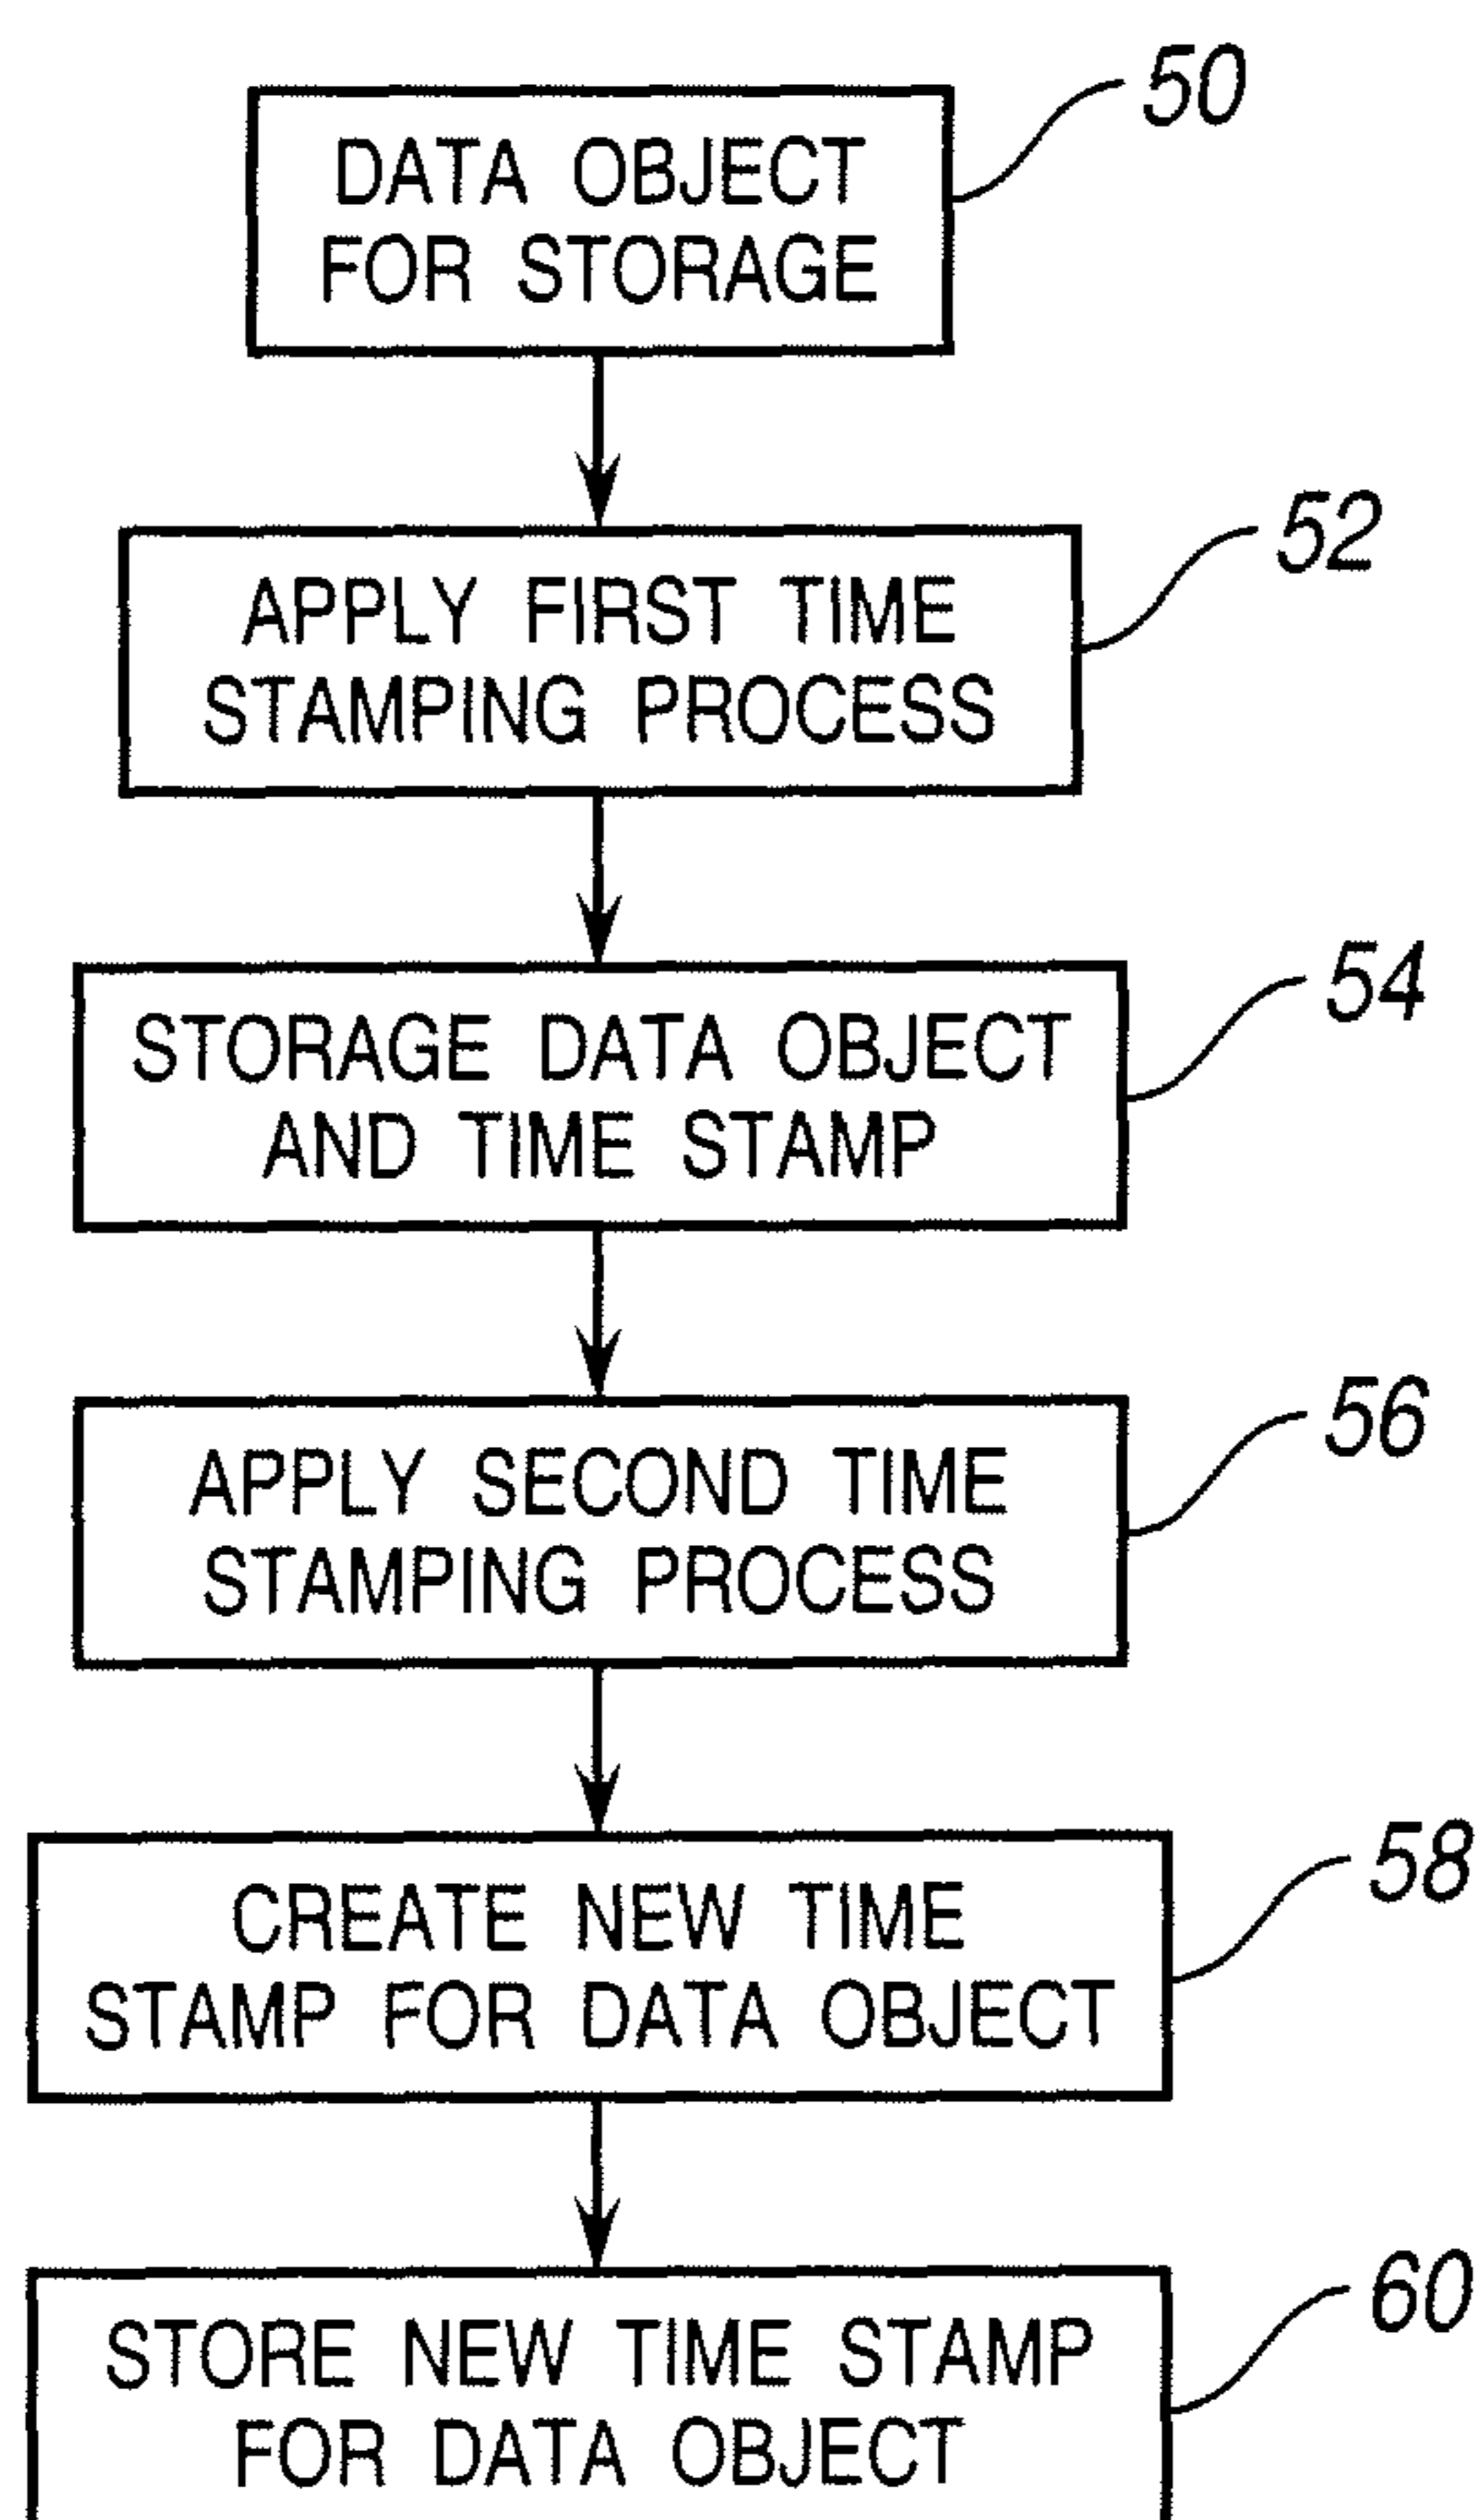 50
DATA OBJECT
FOR STORAGE
52
APPLY FIRST TIME
STAMPING PROCESS
54
STORAGE DATA OBJECT
AND TIME STAMP
56
APPLY SECOND TIME
STAMPING PROCESS
58
CREATE NEW TIME
STAMP FOR DATA OBJECT
60
STORE NEW TIME STAMP
FOR DATA OBJECT